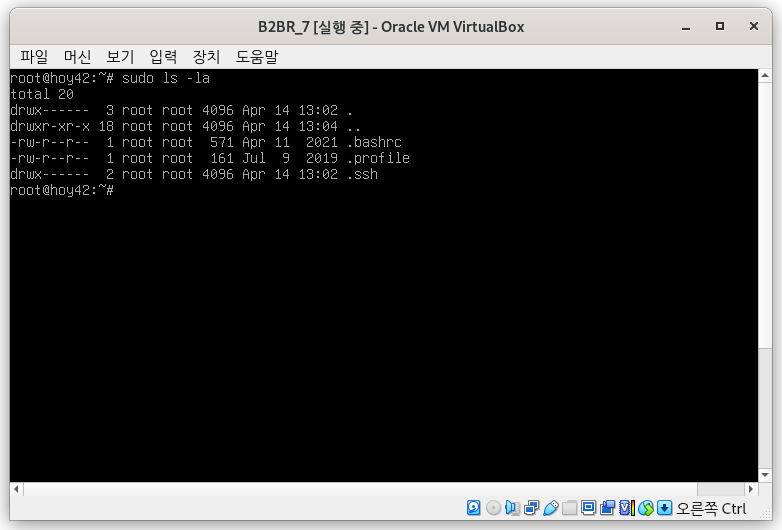 B2BR_7 [실행 중] - Oracle VM VirtualBox
파일 머신 보기 입력 장치 도움말
root@hoy42:~# sudo ls -la
total 20
drwx------  3 root root 4096 Apr 14 13:02 .
drwxr-xr-x 18 root root 4096 Apr 14 13:04 ..
-rw-r--r--  1 root root  571 Apr 11  2021 .bashrc
-rw-r--r--  1 root root  161 Jul  9  2019 .profile
drwx------  2 root root 4096 Apr 14 13:02 .ssh
root@hoy42:~#
오른쪽 Ctrl